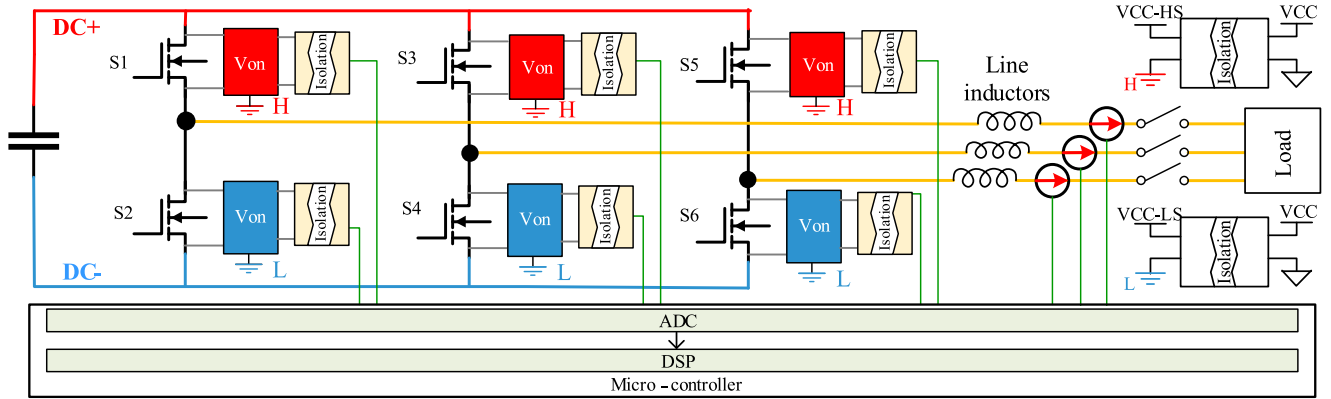 DC+
S1
Von
Isolation
H
S3
Von
Isolation
H
S5
Von
Isolation
H
Line
inductors
VCC-HS
VCC
Isolation
H
Load
S2
Von
Isolation
L
S4
Von
Isolation
L
S6
Von
Isolation
L
VCC-LS
VCC
Isolation
L
DC-
ADC
DSP
Micro - controller